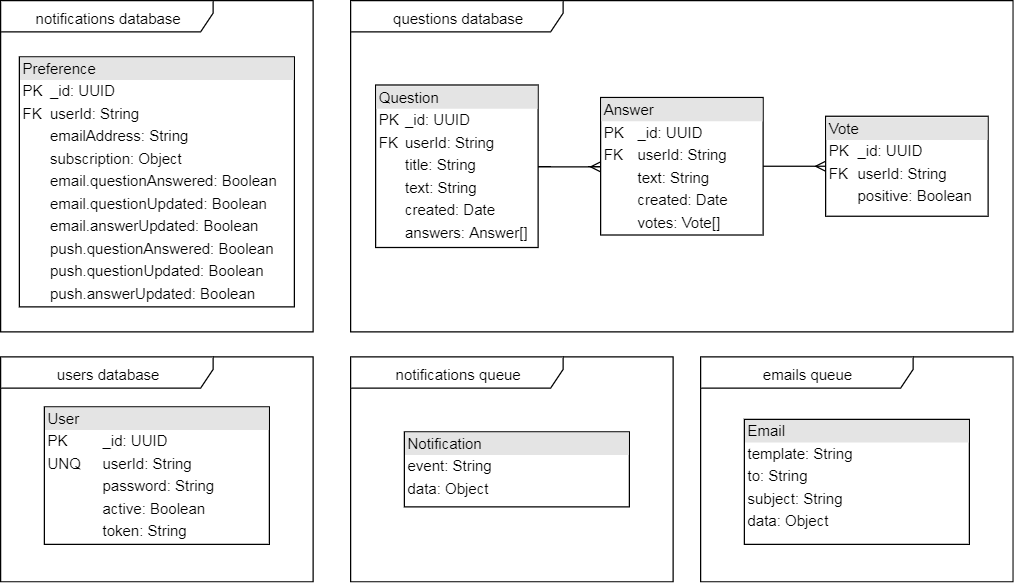 notifications database
Preference
PK _id: UUID
FK userId: String
emailAddress: String
subscription: Object
email.questionAnswered: Boolean
email.questionUpdated: Boolean
email.answerUpdated: Boolean
push.questionAnswered: Boolean
push.questionUpdated: Boolean
push.answerUpdated: Boolean
questions database
Question
PK _id: UUID
FK userId: String
title: String
text: String
created: Date
answers: Answer[]
Answer
PK _id: UUID
FK userId: String
text: String
created: Date
votes: Vote[]
Vote
PK _id: UUID
FK userId: String
positive: Boolean
users database
User
PK _id: UUID
UNQ userId: String
password: String
active: Boolean
token: String
notifications queue
Notification
event: String
data: Object
emails queue
Email
template: String
to: String
subject: String
data: Object